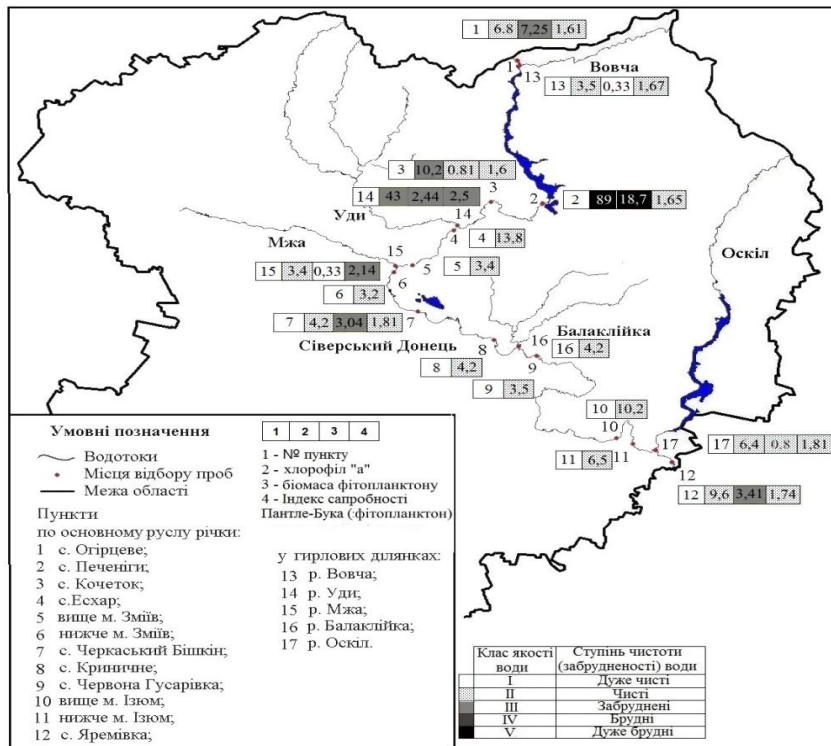 1 6.8 7,25 1,61
1
13
Вовча
13 3,5 0,33 1,67
3 10,2 0.81 1,6
3
14 43 2,44 2,5
2
2 89 18,7 1,65
Уди
14
4
4 13,8
Мжа
Оскіл
15
5
5 3,4
15 3,4 0,33 2,14
6
6 3,2
7 4,2 3,04 1,81
7
Балаклійка
16
16 4,2
Сіверський Донець
8
9
8 4,2
9 3,5
10 10,2
10
17
17 6,4 0.8 1,81
11 6,5
11
12
12 9,6 3,41 1,74
Умовні позначення
Водотоки
Місця відбору проб
Межа області
Пункти
по основному руслу річки:
1 с. Огірцеве;
2 с. Печеніги;
3 с. Кочеток;
4 с.Есхар;
5 вище м. Зміїв;
6 нижче м. Зміїв;
7 с. Черкаський Бішкін;
8 с. Криничне;
9 с. Червона Гусарівка;
10 вище м. Ізюм;
11 нижче м. Ізюм;
12 с. Яремівка;
1 2 3 4
1 - № пункту
2 - хлорофіл "а"
3 - біомаса фітопланктону
4 - Індекс сапробності
Пантле-Бука (:фітопланктон)
у гирлових ділянках:
13 р. Вовча;
14 р. Уди;
15 р. Мжа;
16 р. Балаклійка;
17 р. Оскіл.
Клас якості води Ступінь чистоти (забрудненості) води
I Дуже чисті
II Чисті
III Забруднені
IV Брудні
V Дуже брудні